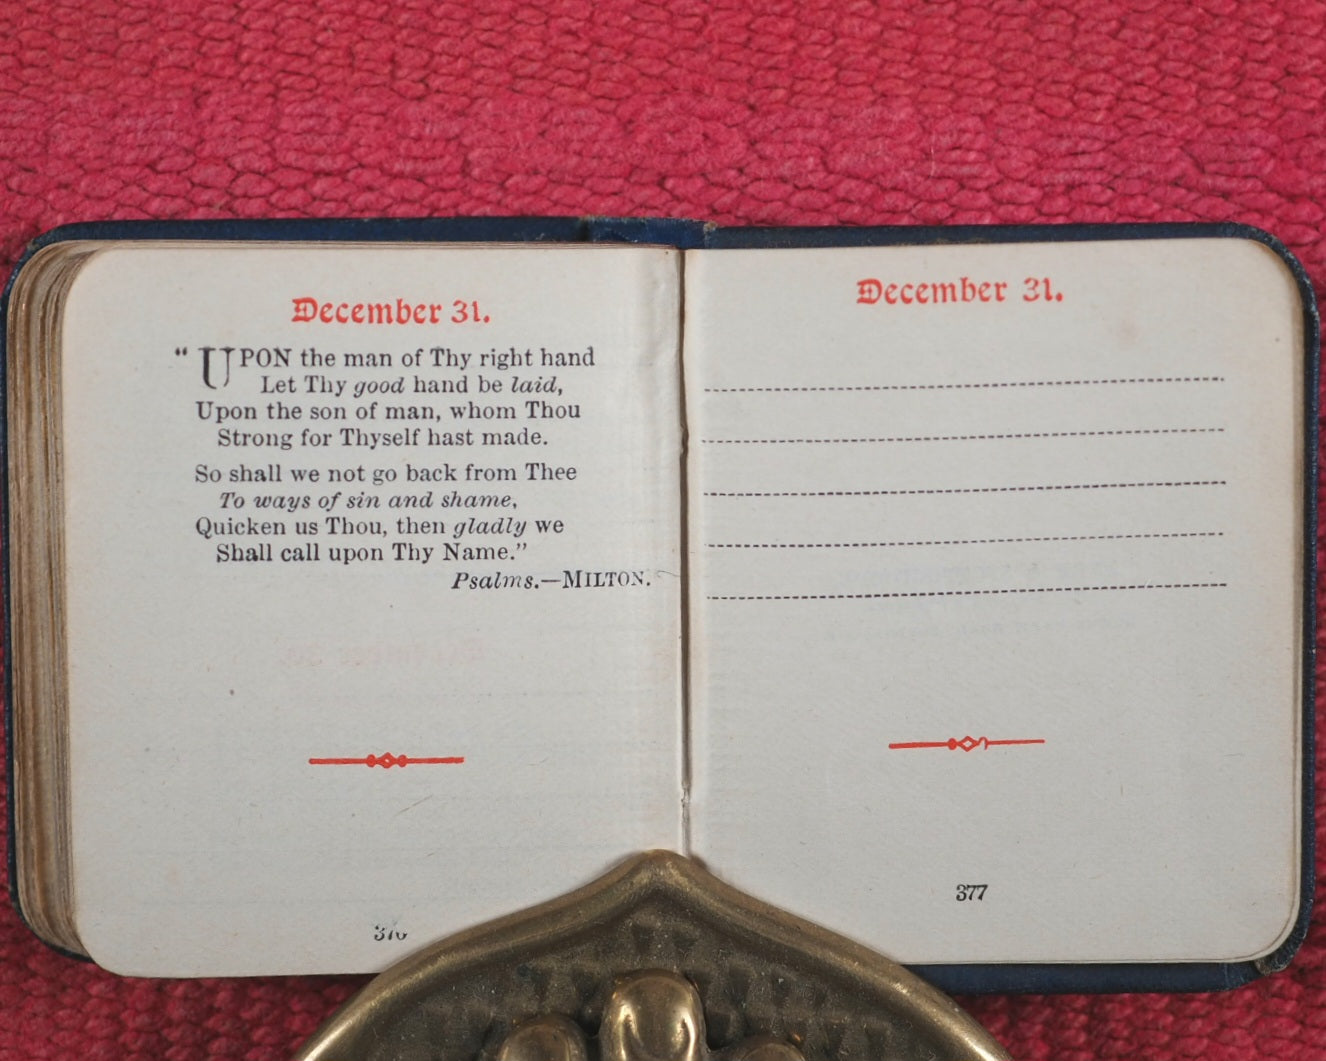 December 31.
“UPON the man of Thy right hand
Let Thy good hand be laid,
Upon the son of man, whom Thou
Strong for Thyself hast made.
So shall we not go back from Thee
To ways of sin and shame,
Quicken us Thou, then gladly we
Shall call upon Thy Name.”
Psalms.—MILTON.
December 31.
377